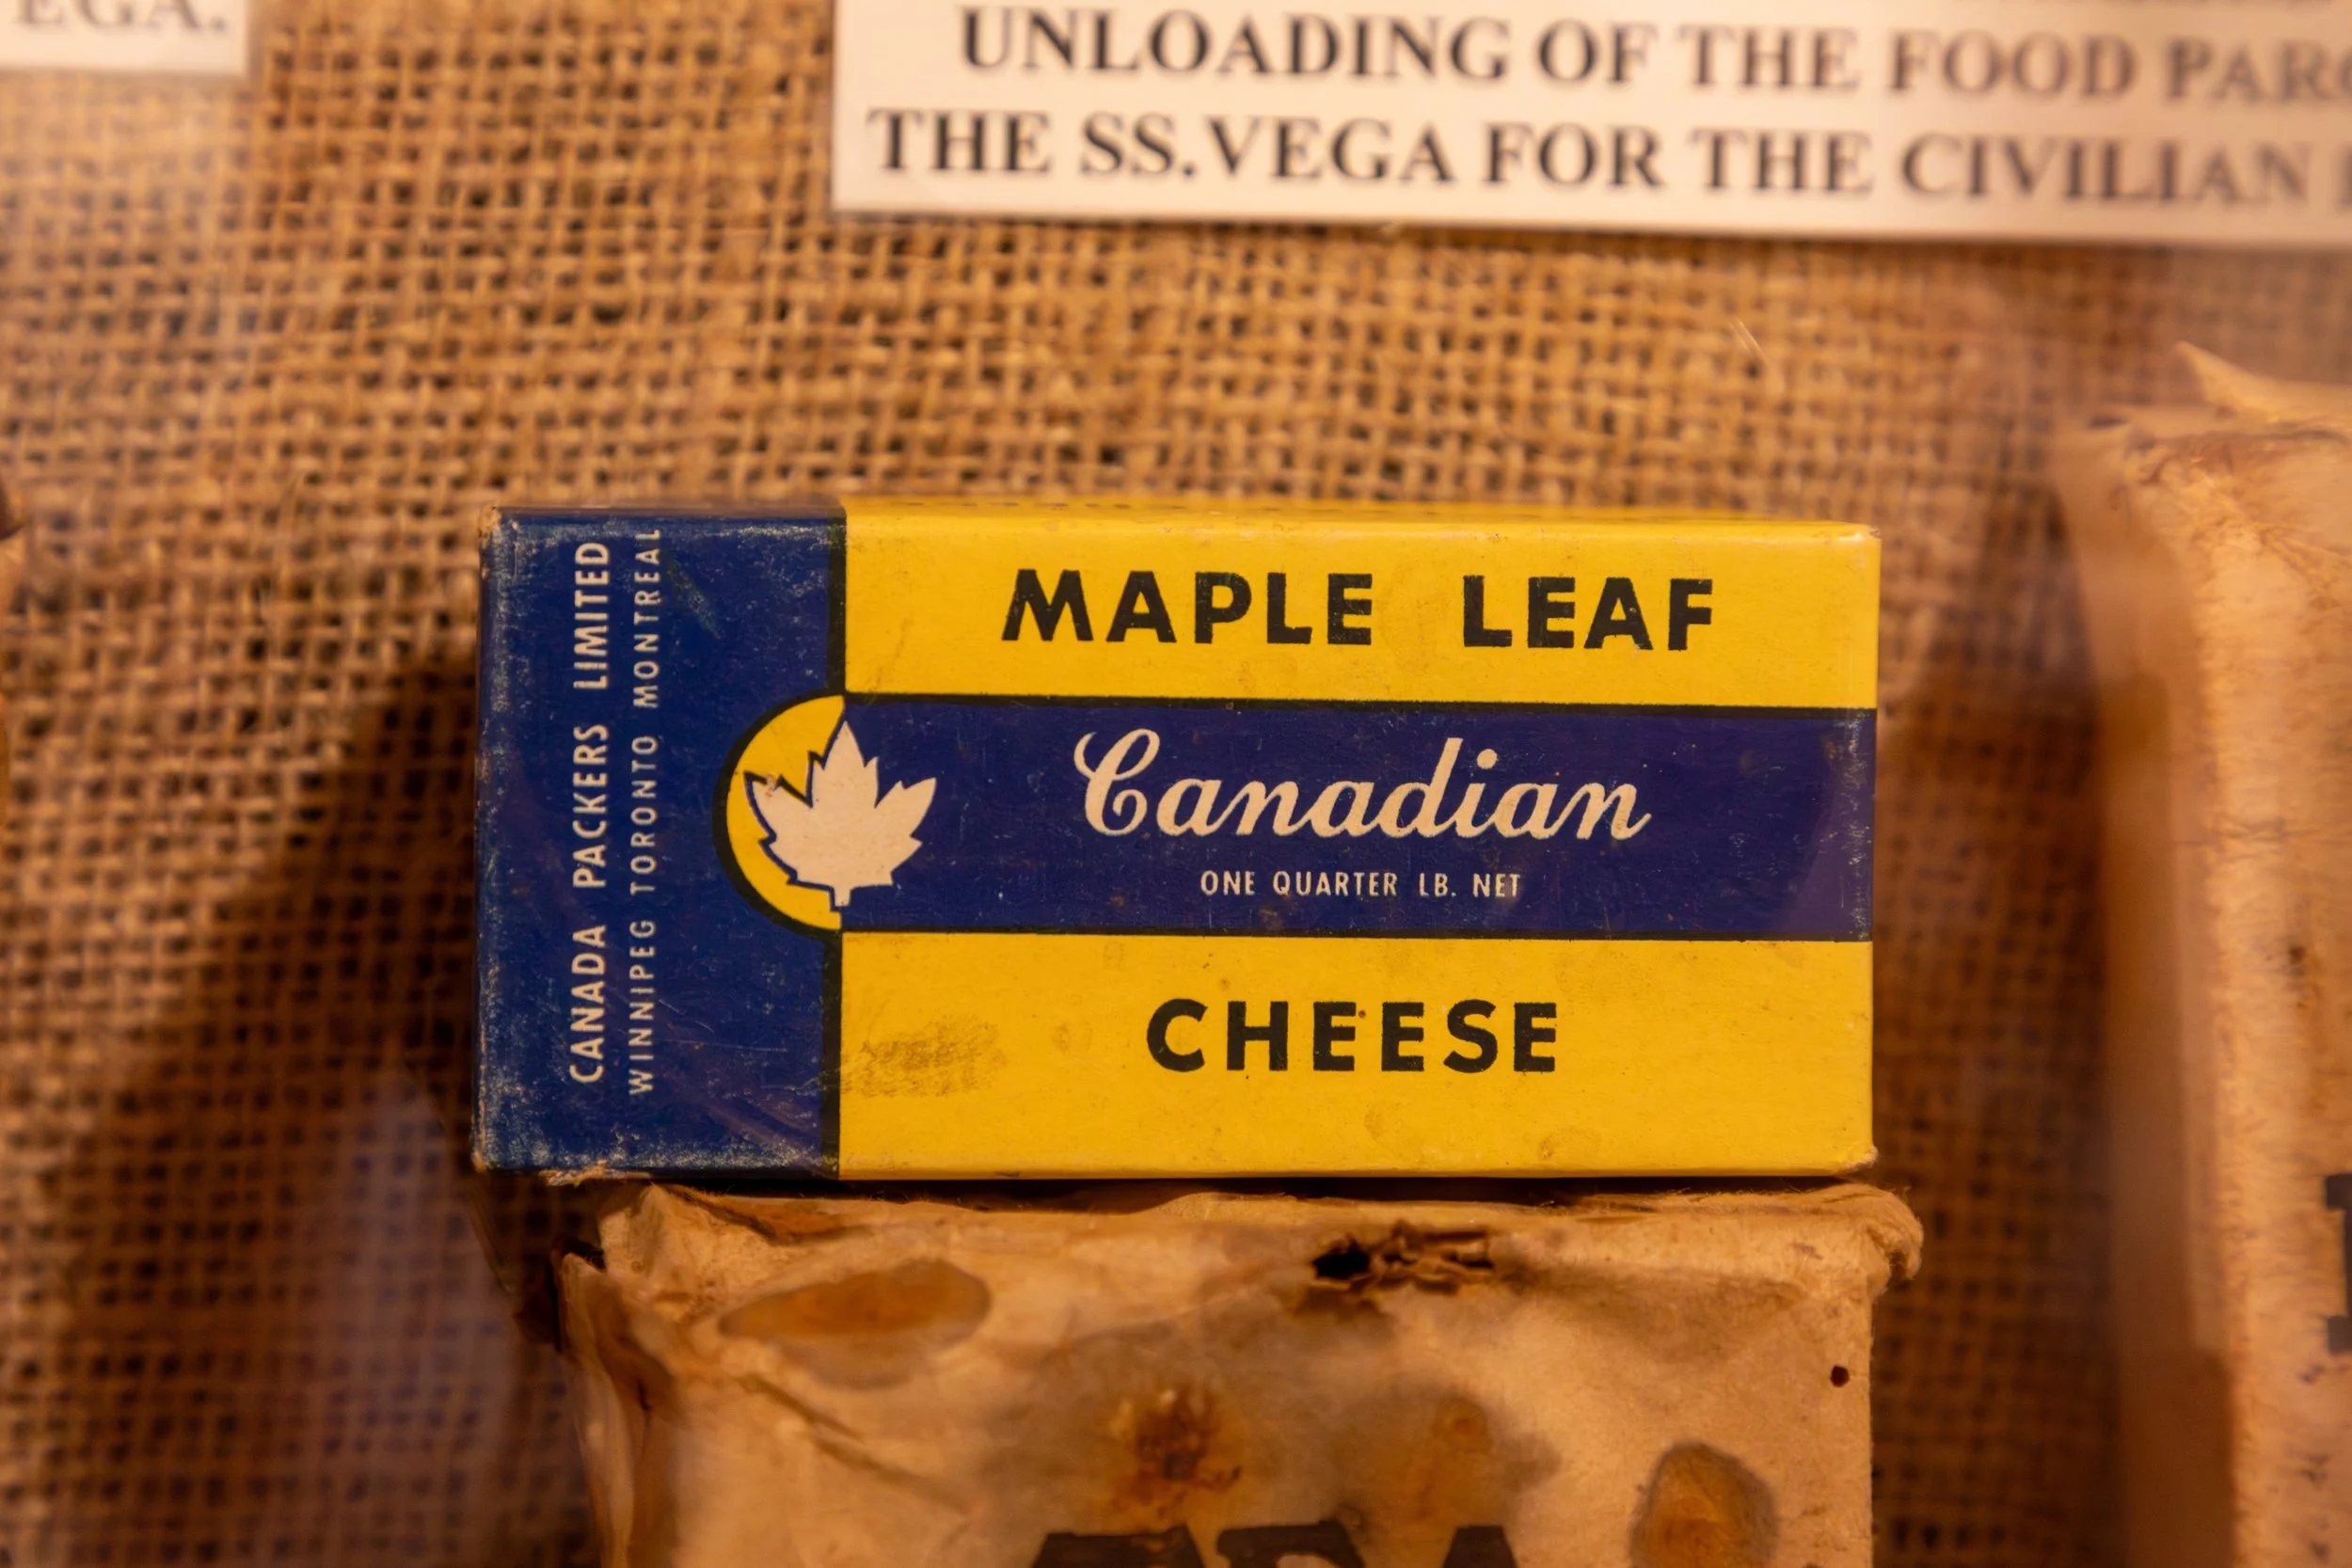 EGA.
UNLOADING OF THE FOOD
THE SS.VEGA FOR THE CIVILIAN
CANADA PACKERS LIMITED
WINNIPEG TORONTO MONTREAL
MAPLE LEAF
Canadian
ONE QUARTER LB. NET
CHEESE